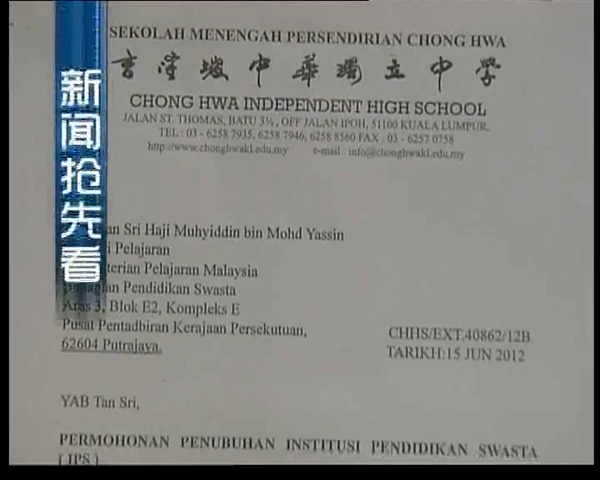 新闻抢先看
SEKOLAH MENENGAH PERSENDIRIAN CHONG HWA
吉隆坡中华独立中学
CHONG HWA INDEPENDENT HIGH SCHOOL
JALAN ST. THOMAS, BATU 3½, OFF JALAN IPOH, 51100 KUALA LUMPUR.
TEL : 03 - 6258 7935, 6258 7946, 6258 8560 FAX : 03 - 6257 0758
http://www.chonghwakl.edu.my e-mail : info@chonghwakl.edu.my
Sri Haji Muhyiddin bin Mohd Yassin
Pelajaran
Pelajaran Malaysia
Pendidikan Swasta
Aras 3, Blok E2, Kompleks E
Pusat Pentadbiran Kerajaan Persekutuan,
62604 Putrajaya.
CHHS/EXT.40862/12B
TARIKH:15 JUN 2012
YAB Tan Sri,
PERMOHONAN PENUBUHAN INSTITUSI PENDIDIKAN SWASTA
( IPS )